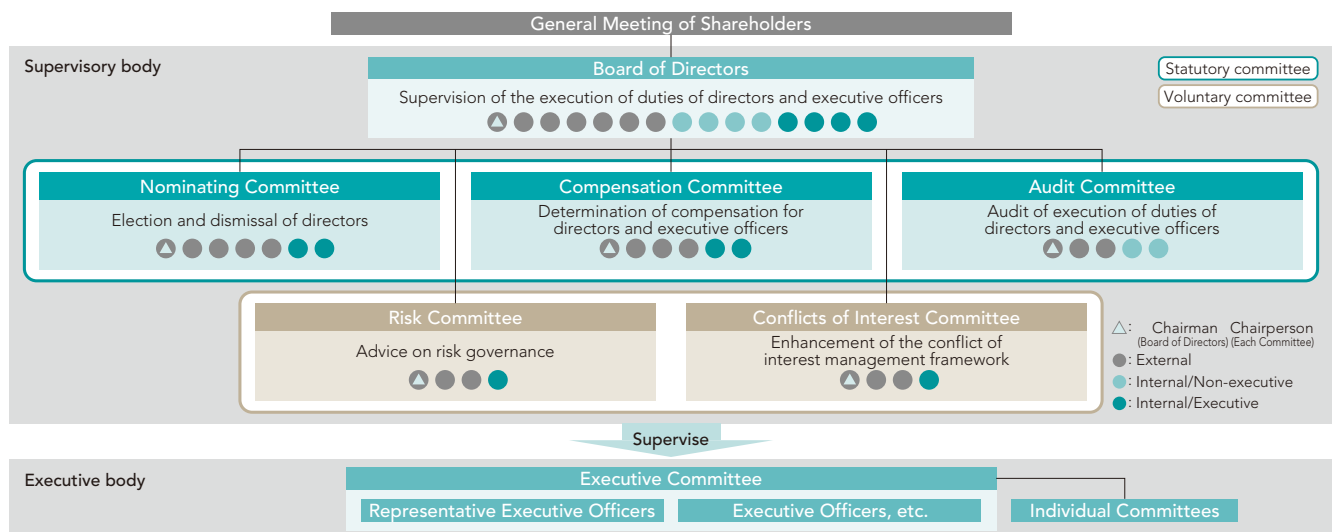 General Meeting of Shareholders
Supervisory body
Board of Directors
Statutory committee
Supervision of the execution of duties of directors and executive officers
Voluntary committee
Nominating Committee
Election and dismissal of directors
Compensation Committee
Determination of compensation for
directors and executive officers
Audit Committee
Audit of execution of duties of
directors and executive officers
Risk Committee
Advice on risk governance
Conflicts of Interest Committee
Enhancement of the conflict of
interest management framework
△: Chairman Chairperson
(Board of Directors) (Each Committee)
●: External
●: Internal/Non-executive
●: Internal/Executive
Supervise
Executive body
Executive Committee
Representative Executive Officers
Executive Officers, etc.
Individual Committees